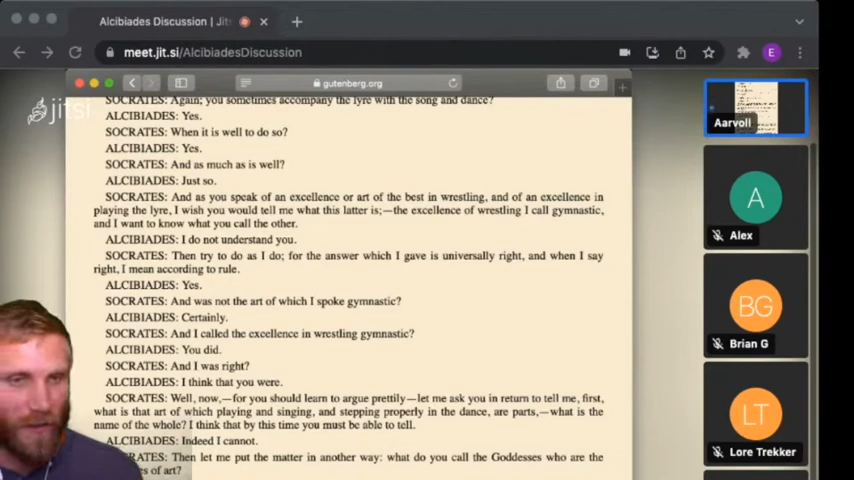 Alcibiades Discussion | Jits
meet.jit.si/AlcibiadesDiscussion
E
gutenberg.org
jitsi
SOCRATES: Again; you sometimes accompany the lyre with the song and dance?
ALCIBIADES: Yes.
SOCRATES: When it is well to do so?
ALCIBIADES: Yes.
SOCRATES: And as much as is well?
ALCIBIADES: Just so.
SOCRATES: And as you speak of an excellence or art of the best in wrestling, and of an excellence in
playing the lyre, I wish you would tell me what this latter is;—the excellence of wrestling I call gymnastic,
and I want to know what you call the other.
ALCIBIADES: I do not understand you.
SOCRATES: Then try to do as I do; for the answer which I gave is universally right, and when I say
right, I mean according to rule.
ALCIBIADES: Yes.
SOCRATES: And was not the art of which I spoke gymnastic?
ALCIBIADES: Certainly.
SOCRATES: And I called the excellence in wrestling gymnastic?
ALCIBIADES: You did.
SOCRATES: And I was right?
ALCIBIADES: I think that you were.
SOCRATES: Well, now,—for you should learn to argue prettily—let me ask you in return to tell me, first,
what is that art of which playing and singing, and stepping properly in the dance, are parts,—what is the
name of the whole? I think that by this time you must be able to tell.
ALCIBIADES: Indeed I cannot.
CRATES: Then let me put the matter in another way: what do you call the Goddesses who are the
es of art?
Aarvoll
A
Alex
BG
Brian G
LT
Lore Trekker